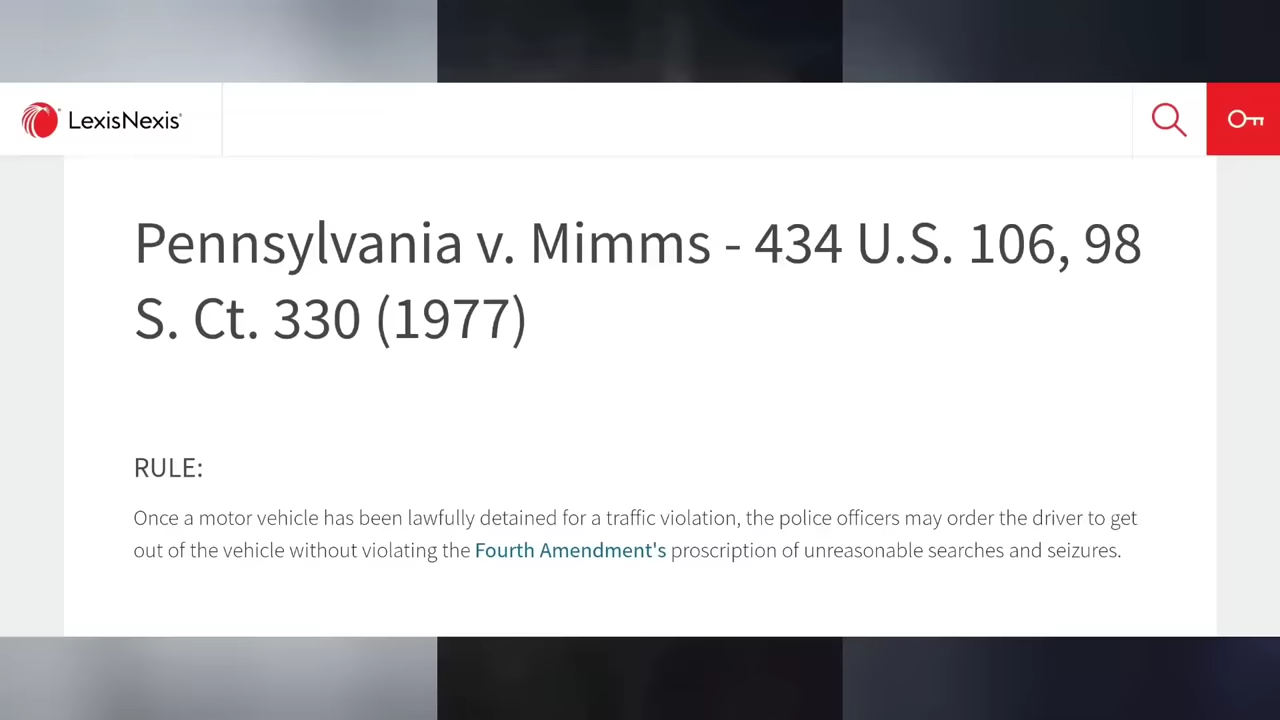 LexisNexis®
Pennsylvania v. Mimms - 434 U.S. 106, 98
S. Ct. 330 (1977)
RULE:
Once a motor vehicle has been lawfully detained for a traffic violation, the police officers may order the driver to get
out of the vehicle without violating the Fourth Amendment's proscription of unreasonable searches and seizures.